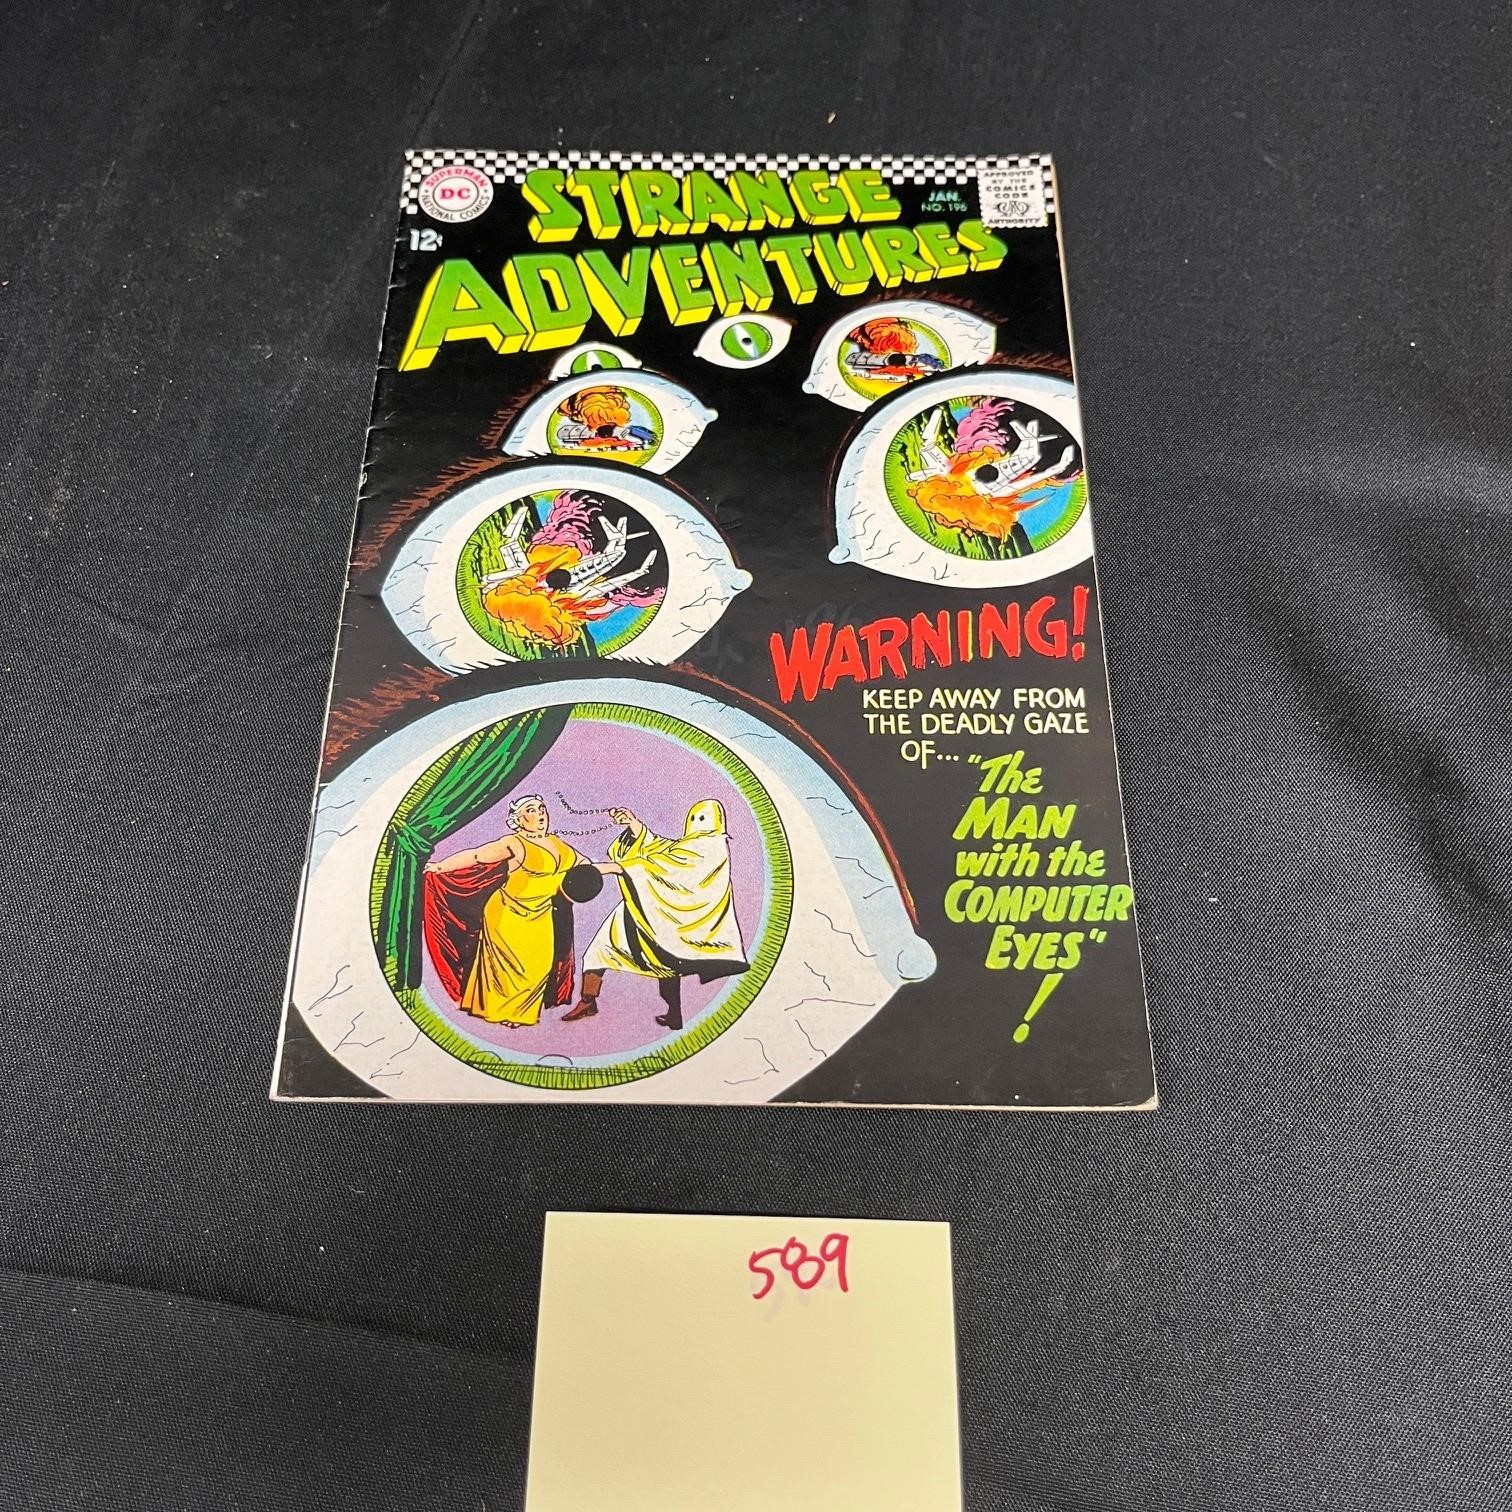 SUPERMAN
DC
NATIONAL COMICS
STRANGE
ADVENTURES
JAN.
NO. 196
APPROVED
BY THE
COMICS
CODE
AUTHORITY
12¢
WARNING!
KEEP AWAY FROM
THE DEADLY GAZE
OF... "The
MAN
with the
COMPUTER
EYES"
!
589